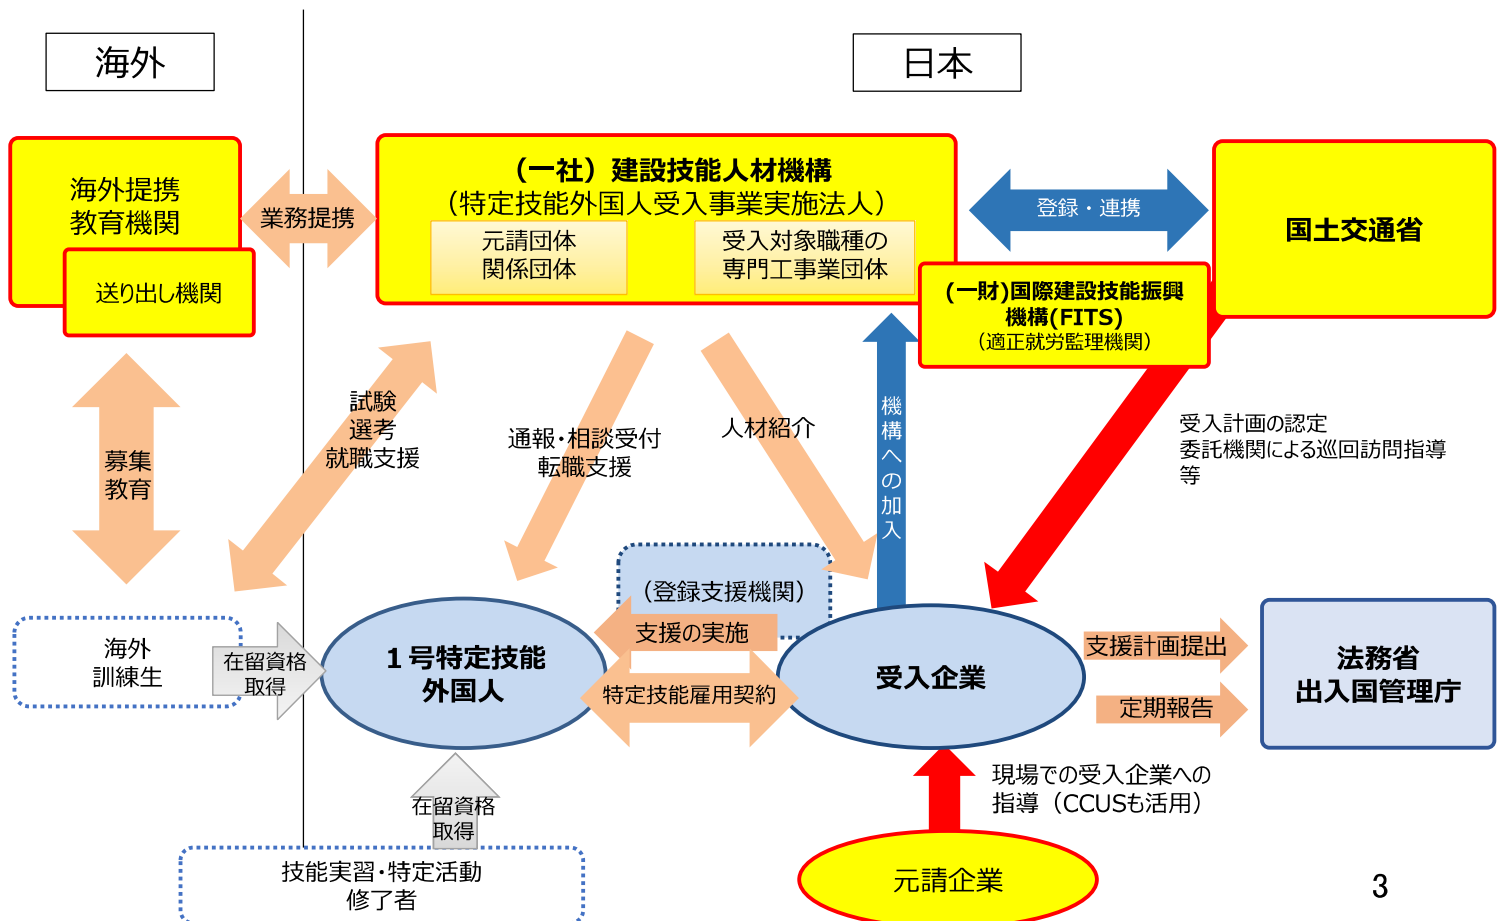 海外
日本
海外提携
教育機関
送り出し機関
業務提携
（一社）建設技能人材機構
（特定技能外国人受入事業実施法人）
元請団体
関係団体
受入対象職種の
専門工事業団体
登録・連携
国土交通省
(一財)国際建設技能振興
機構(FITS)
（適正就労監理機関）
募集
教育
試験
選考
就職支援
通報・相談受付
転職支援
人材紹介
機構への加入
受入計画の認定
委託機関による巡回訪問指導
等
海外
訓練生
在留資格
取得
１号特定技能
外国人
（登録支援機関）
支援の実施
特定技能雇用契約
受入企業
支援計画提出
定期報告
法務省
出入国管理庁
在留資格
取得
技能実習・特定活動
修了者
現場での受入企業への
指導（CCUSも活用）
元請企業
3